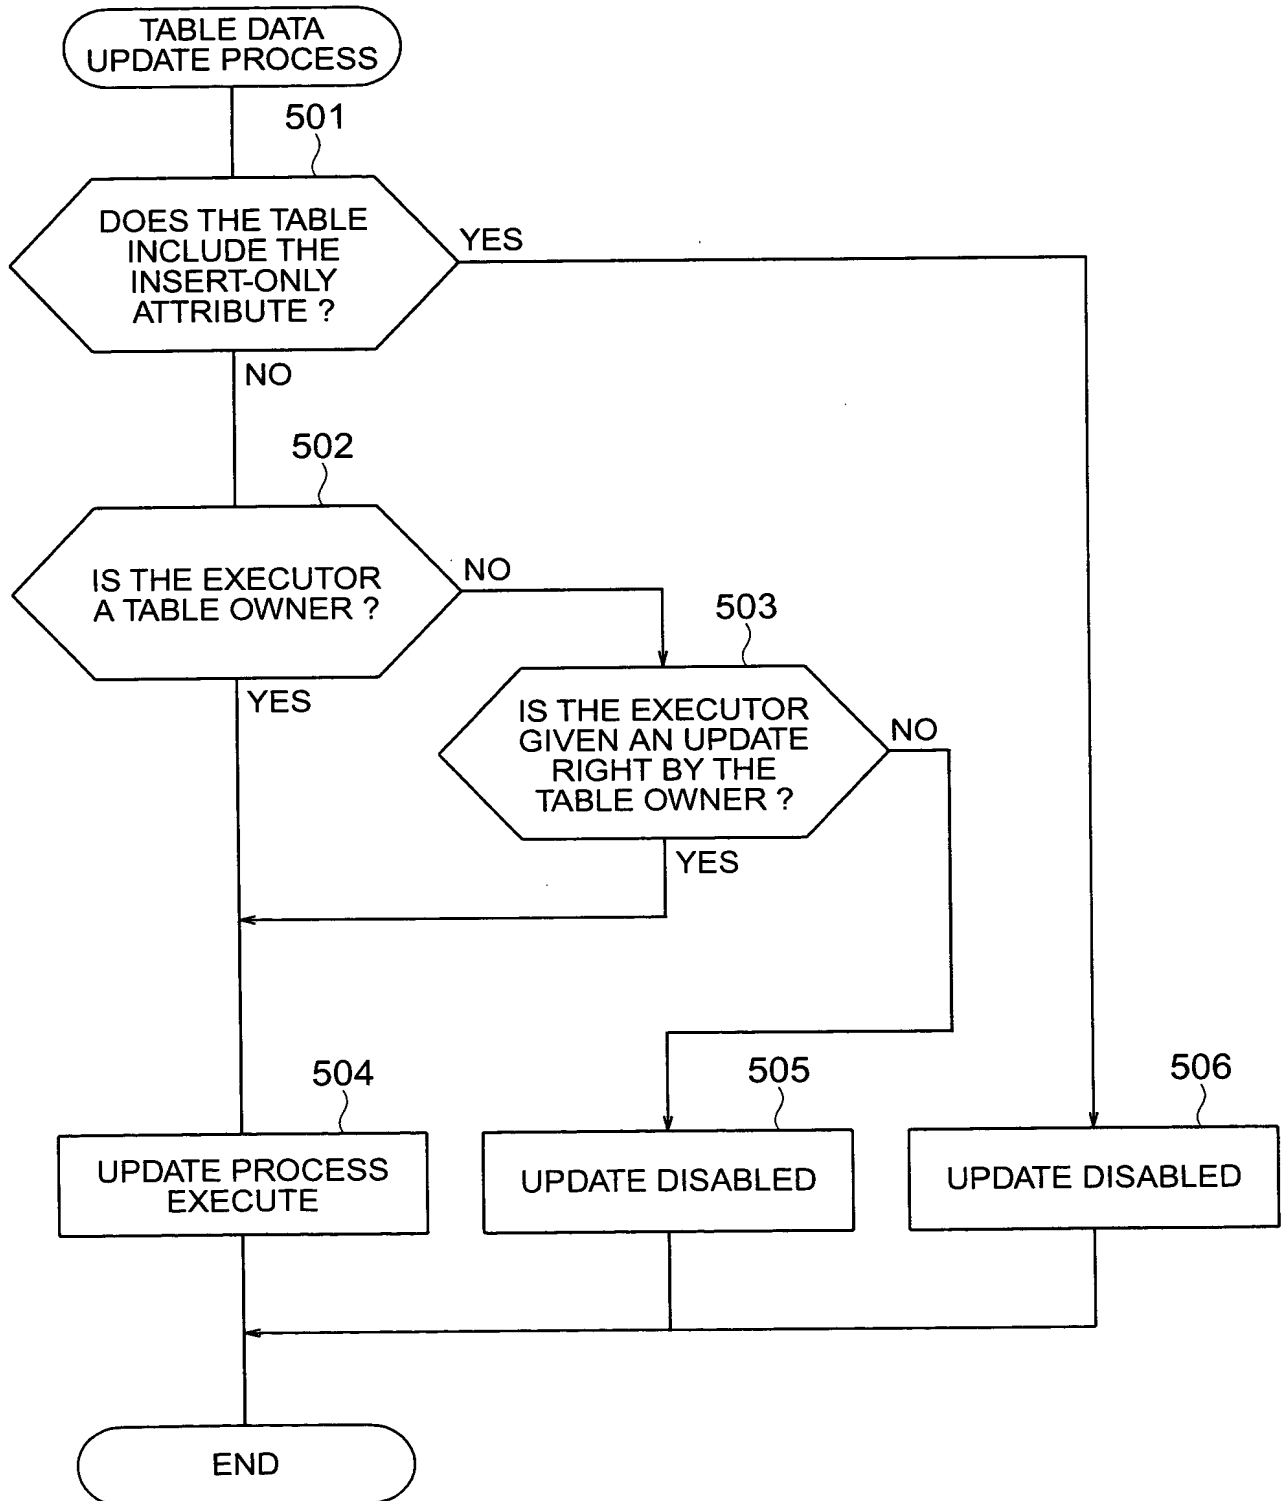 TABLE DATA
UPDATE PROCESS
501
DOES THE TABLE
INCLUDE THE
INSERT-ONLY
ATTRIBUTE ?
YES
NO
502
IS THE EXECUTOR
A TABLE OWNER ?
NO
YES
503
IS THE EXECUTOR
GIVEN AN UPDATE
RIGHT BY THE
TABLE OWNER ?
NO
YES
504
UPDATE PROCESS
EXECUTE
505
UPDATE DISABLED
506
UPDATE DISABLED
END